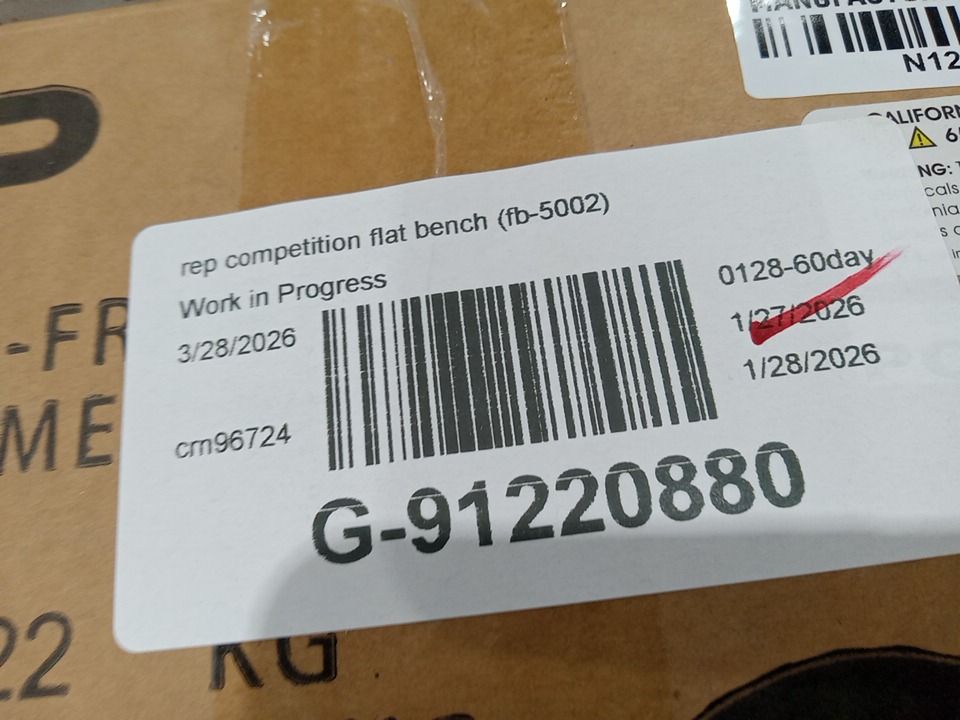 N12
CALIFORN
NG:
cals
rep competition flat bench (fb-5002)
Work in Progress
3/28/2026
crn96724
0128-60day
1/27/2026
1/28/2026
G-91220880
-FR
ME
22 KG